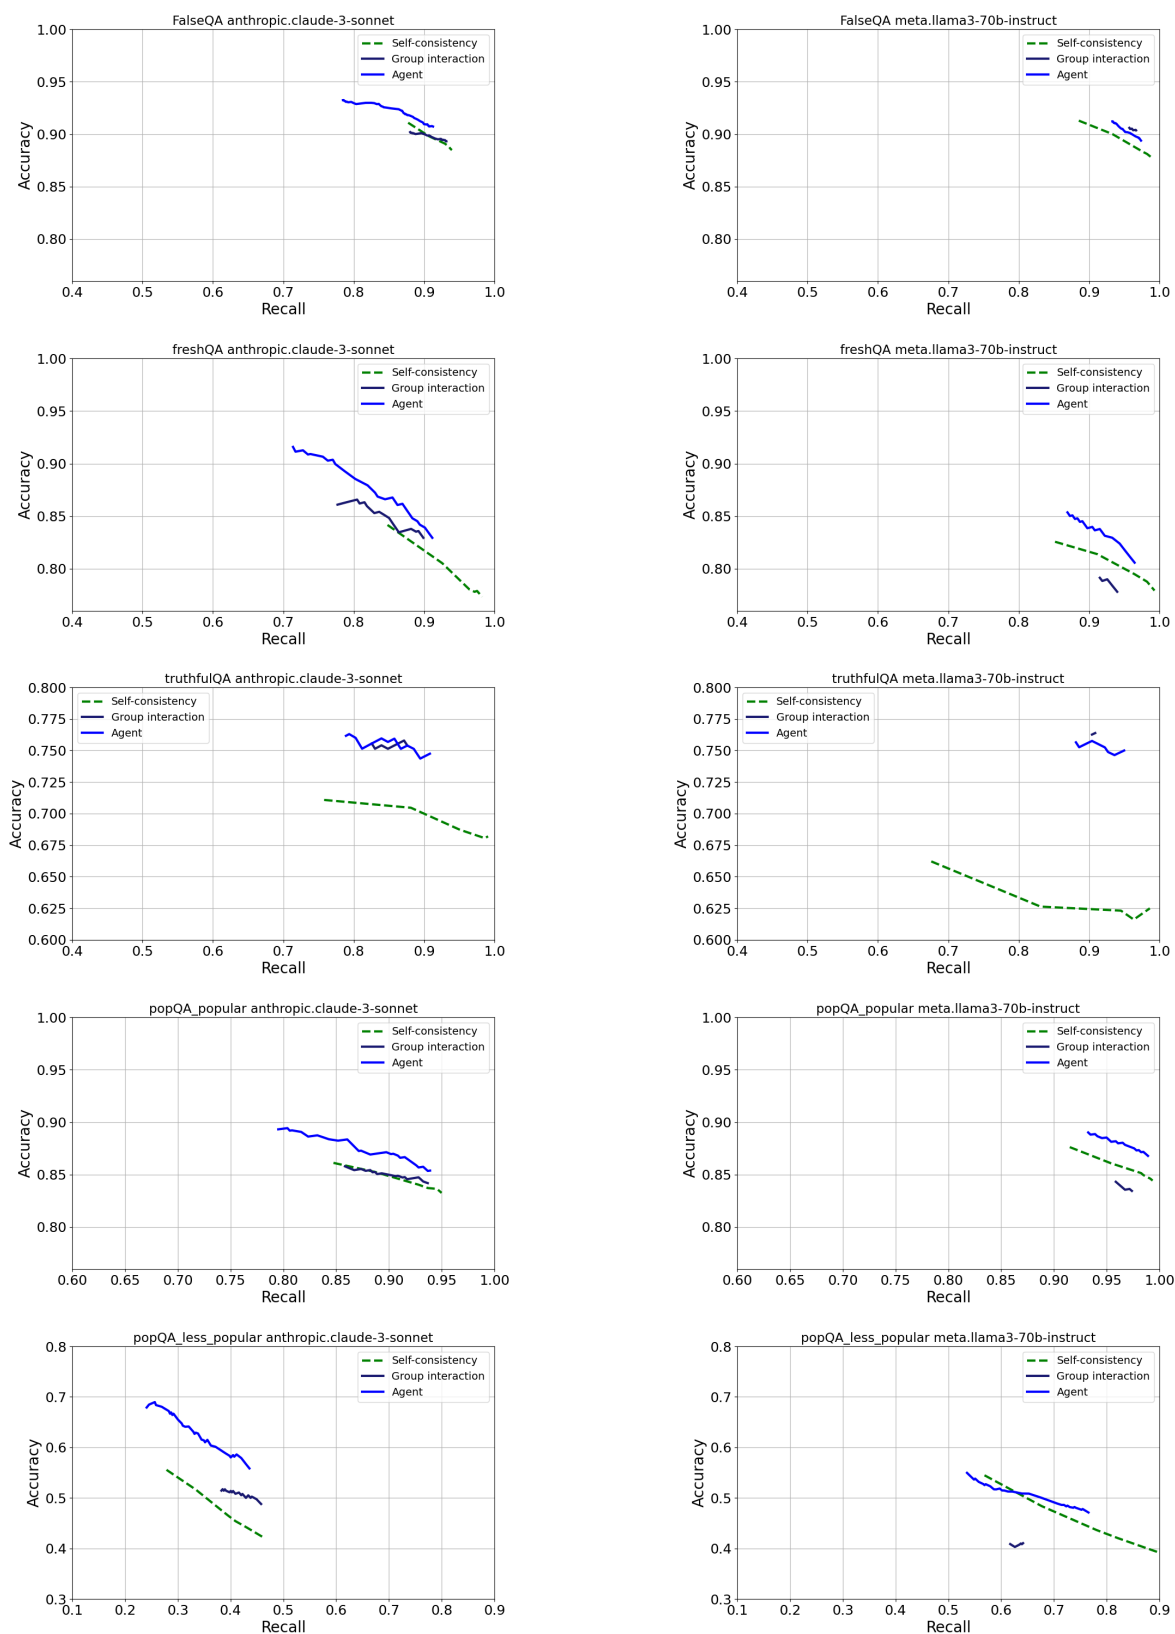 FalseQA anthropic.claude-3-sonnet
1.00
0.95
0.90
0.85
0.80
Accuracy
Self-consistency
Group interaction
Agent
0.4 0.5 0.6 0.7 0.8 0.9 1.0
Recall
FalseQA meta.llama3-70b-instruct
1.00
0.95
0.90
0.85
0.80
Accuracy
Self-consistency
Group interaction
Agent
0.4 0.5 0.6 0.7 0.8 0.9 1.0
Recall
freshQA anthropic.claude-3-sonnet
1.00
0.95
0.90
0.85
0.80
Accuracy
Self-consistency
Group interaction
Agent
0.4 0.5 0.6 0.7 0.8 0.9 1.0
Recall
freshQA meta.llama3-70b-instruct
1.00
0.95
0.90
0.85
0.80
Accuracy
Self-consistency
Group interaction
Agent
0.4 0.5 0.6 0.7 0.8 0.9 1.0
Recall
truthfulQA anthropic.claude-3-sonnet
0.800
0.775
0.750
0.725
0.700
0.675
0.650
0.625
0.600
Accuracy
Self-consistency
Group interaction
Agent
0.4 0.5 0.6 0.7 0.8 0.9 1.0
Recall
truthfulQA meta.llama3-70b-instruct
0.800
0.775
0.750
0.725
0.700
0.675
0.650
0.625
0.600
Accuracy
Self-consistency
Group interaction
Agent
0.4 0.5 0.6 0.7 0.8 0.9 1.0
Recall
popQA_popular anthropic.claude-3-sonnet
1.00
0.95
0.90
0.85
0.80
Accuracy
Self-consistency
Group interaction
Agent
0.60 0.65 0.70 0.75 0.80 0.85 0.90 0.95 1.00
Recall
popQA_popular meta.llama3-70b-instruct
1.00
0.95
0.90
0.85
0.80
Accuracy
Self-consistency
Group interaction
Agent
0.60 0.65 0.70 0.75 0.80 0.85 0.90 0.95 1.00
Recall
popQA_less_popular anthropic.claude-3-sonnet
0.8
0.7
0.6
0.5
0.4
0.3
Accuracy
Self-consistency
Group interaction
Agent
0.1 0.2 0.3 0.4 0.5 0.6 0.7 0.8 0.9
Recall
popQA_less_popular meta.llama3-70b-instruct
0.8
0.7
0.6
0.5
0.4
0.3
Accuracy
Self-consistency
Group interaction
Agent
0.1 0.2 0.3 0.4 0.5 0.6 0.7 0.8 0.9
Recall